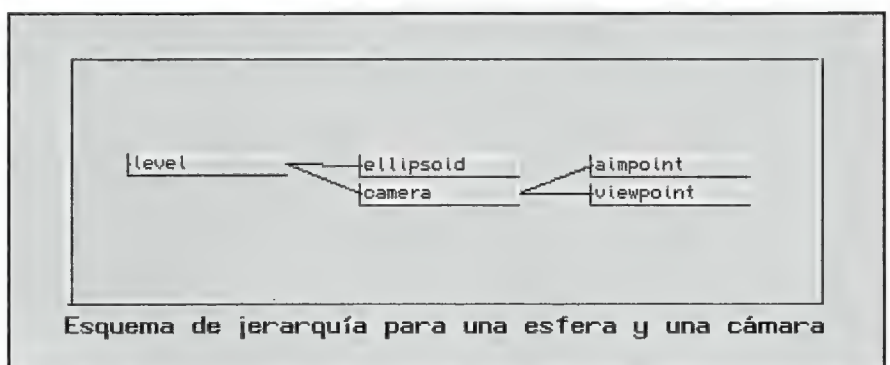 level
ellipsoid
aimpoint
camera
viewpoint
Esquema de jerarquía para una esfera y una cámara